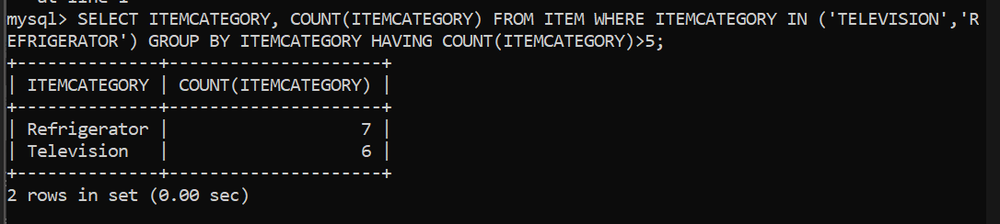 at line 1
mysql> SELECT ITEMCATEGORY, COUNT(ITEMCATEGORY) FROM ITEM WHERE ITEMCATEGORY IN ('TELEVISION','R
EFRIGERATOR') GROUP BY ITEMCATEGORY HAVING COUNT(ITEMCATEGORY)>5;
+--------------+---------------------+
| ITEMCATEGORY | COUNT(ITEMCATEGORY) |
+--------------+---------------------+
| Refrigerator |                   7 |
| Television   |                   6 |
+--------------+---------------------+
2 rows in set (0.00 sec)